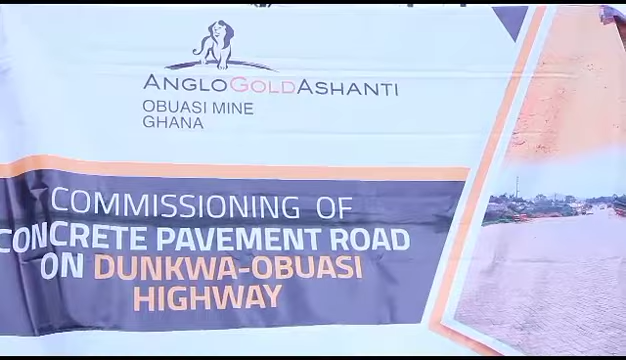 ANGLOGOLDASHANTI
OBUASI MINE
GHANA
COMMISSIONING OF
CONCRETE PAVEMENT ROAD
ON DUNKWA-OBUASI
HIGHWAY